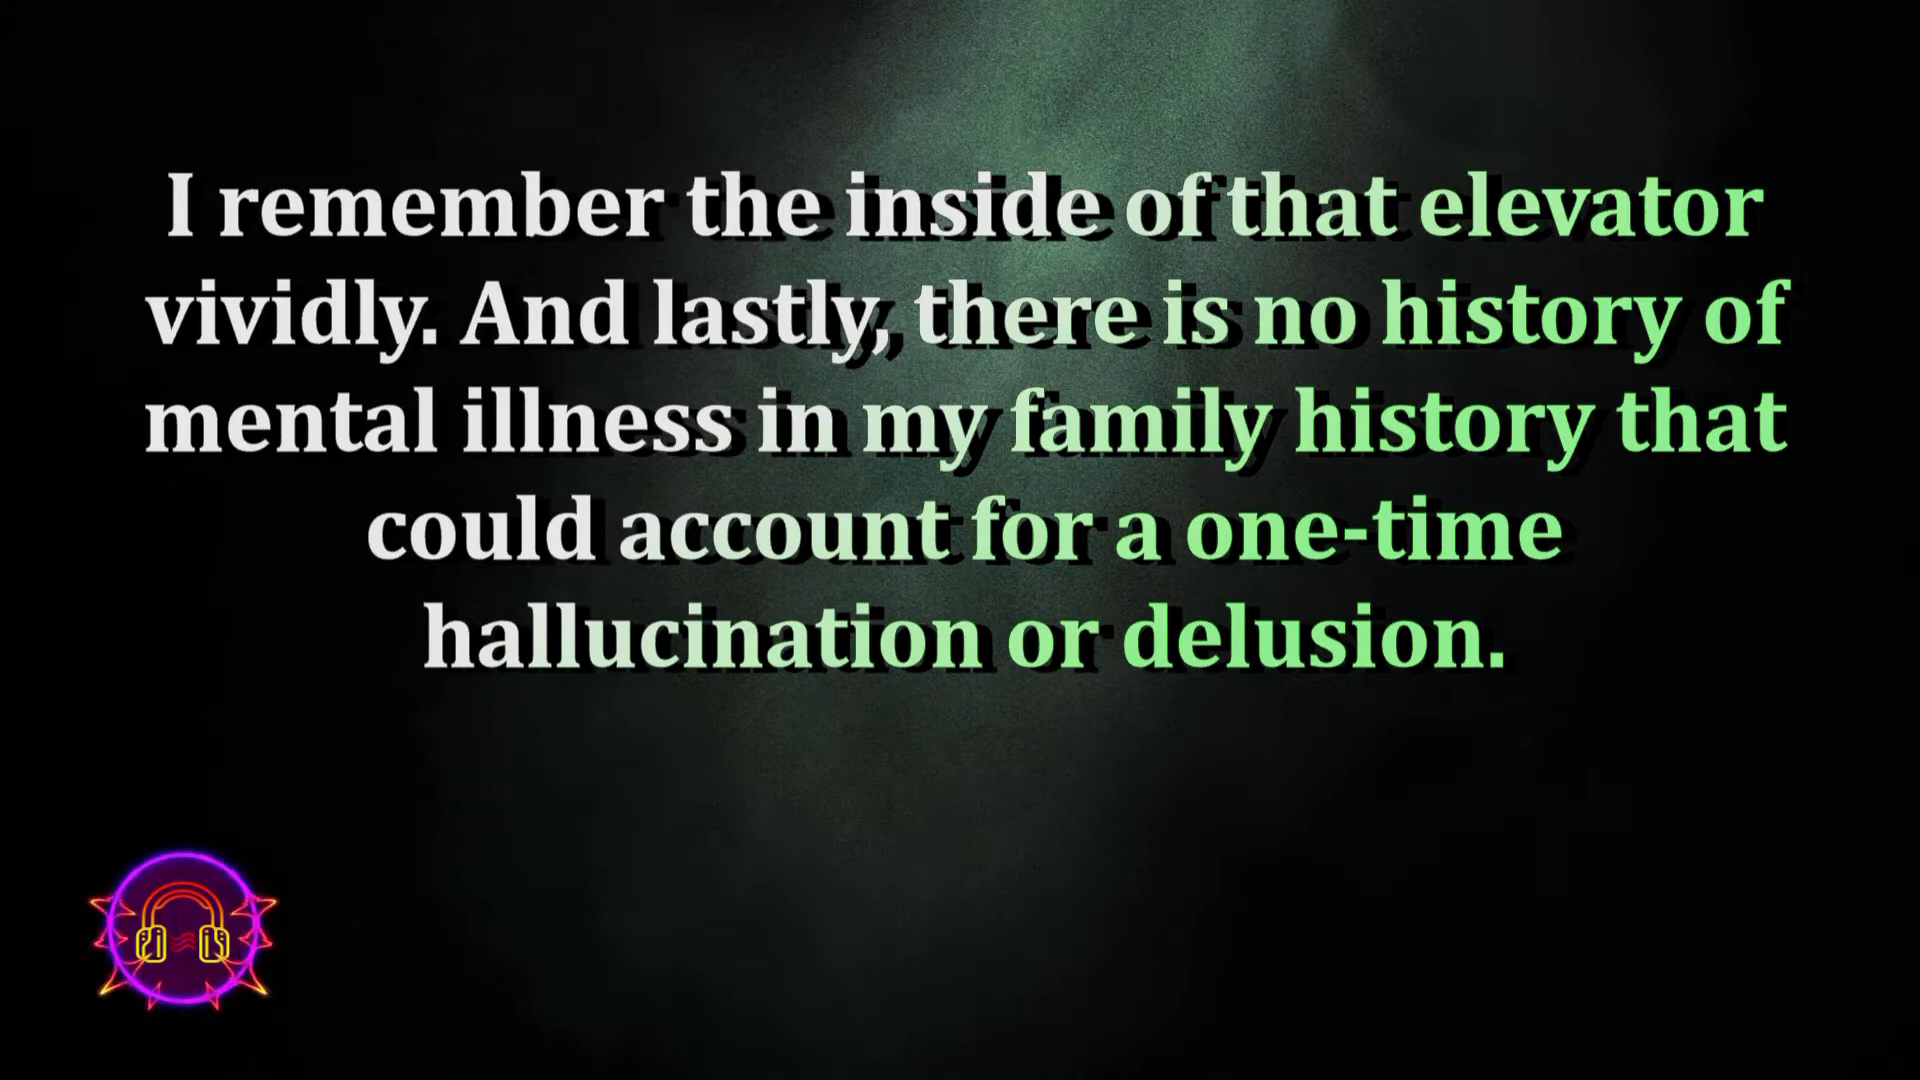 I remember the inside of that elevator
vividly. And lastly, there is no history of
mental illness in my family history that
could account for a one-time
hallucination or delusion.